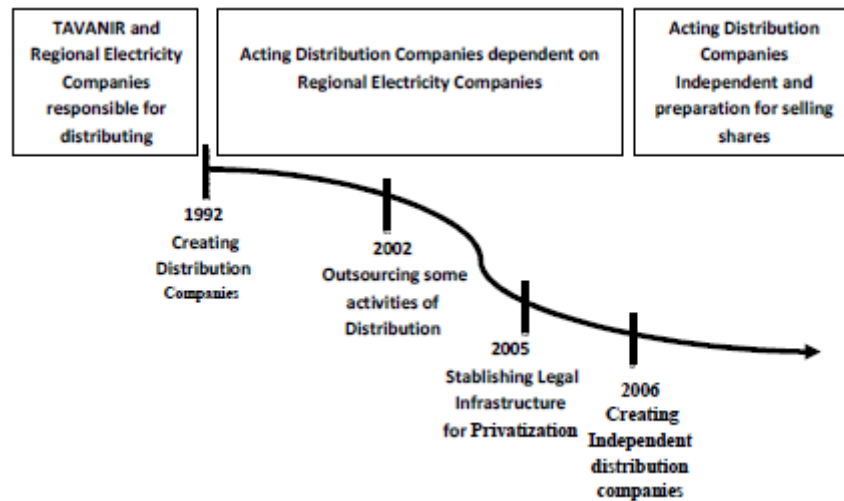 TAVANIR and
Regional Electricity
Companies
responsible for
distributing
Acting Distribution Companies dependent on
Regional Electricity Companies
Acting Distribution
Companies
Independent and
preparation for selling
shares
1992
Creating
Distribution
Companies
2002
Outsourcing some
activities of
Distribution
2005
Stablishing Legal
Infrastructure
for Privatization
2006
Creating
Independent
distribution
companies